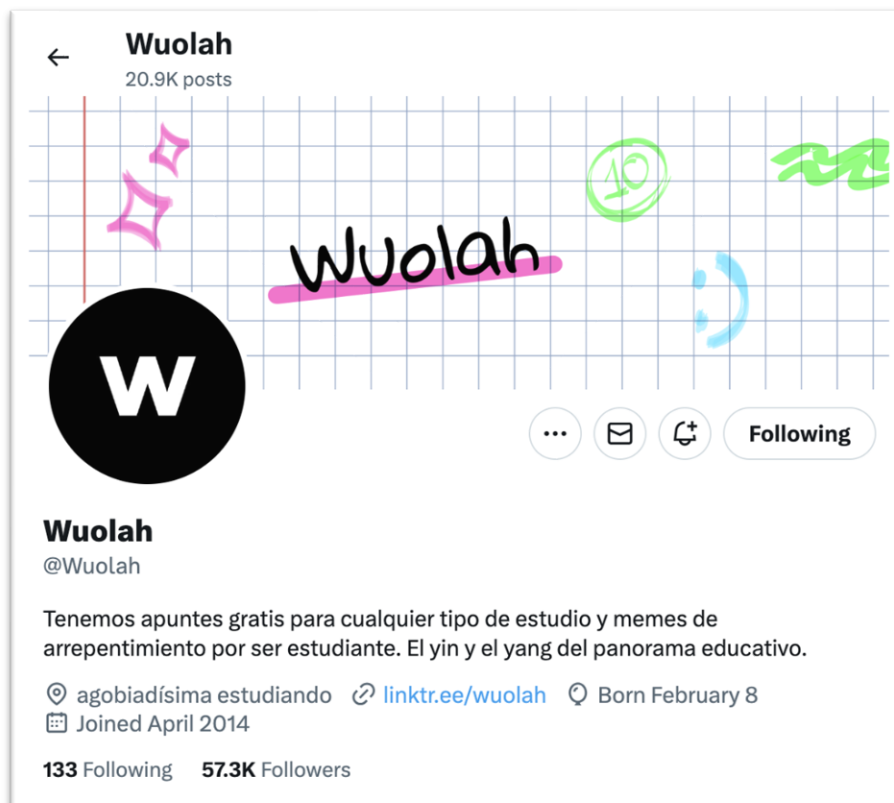 Wuolah
20.9K posts
10
Wuolah
W
Following
Wuolah
@Wuolah
Tenemos apuntes gratis para cualquier tipo de estudio y memes de
arrepentimiento por ser estudiante. El yin y el yang del panorama educativo.
agobiadísima estudiando linktr.ee/wuolah Born February 8
Joined April 2014
133 Following 57.3K Followers